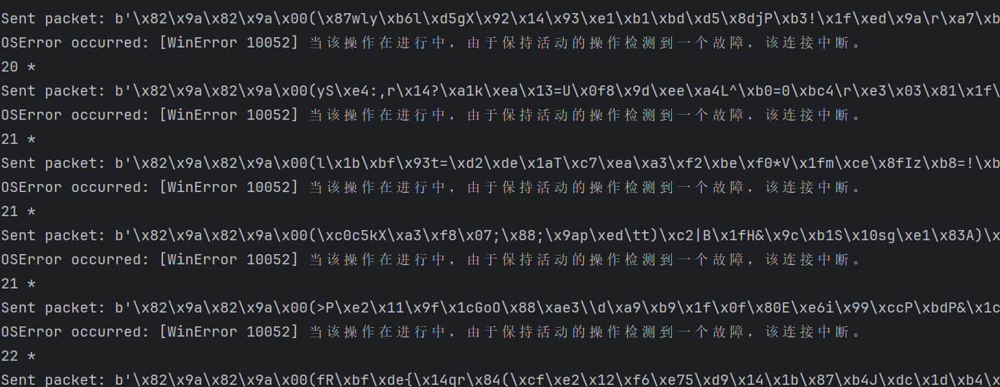 Sent packet: b'\x82\x9a\x82\x9a\x00(\x87Wly\xb6l\xd5gX\x92\x14\x93\xe1\xb1\xbd\xd5\x8djP\xb3!\x1f\xed\x9a\r\xa7\xb
OSError occurred: [WinError 10052] 当该操作在进行中，由于保持活动的操作检测到一个故障，该连接中断。
20 *
Sent packet: b'\x82\x9a\x82\x9a\x00(yS\xe4:,r\x14?\xa1k\xea\x13=U\x0f8\x9d\xee\xa4L^\xb0=0\xbc4\r\xe3\x03\x81\x1f\
OSError occurred: [WinError 10052] 当该操作在进行中，由于保持活动的操作检测到一个故障，该连接中断。
21 *
Sent packet: b'\x82\x9a\x82\x9a\x00(l\x1b\xbf\x93t=\xd2\xde\x1aT\xc7\xea\xa3\xf2\xbe\xf0*V\x1fm\xce\x8fIz\xb8=!\xb
OSError occurred: [WinError 10052] 当该操作在进行中，由于保持活动的操作检测到一个故障，该连接中断。
21 *
Sent packet: b'\x82\x9a\x82\x9a\x00(\xc0c5kX\xa3\xf8\x07;\x88;\x9ap\xed\tt)\xc2|B\x1fH&\x9c\xb1S\x10sg\xe1\x83A)\x
OSError occurred: [WinError 10052] 当该操作在进行中，由于保持活动的操作检测到一个故障，该连接中断。
21 *
Sent packet: b'\x82\x9a\x82\x9a\x00(>P\xe2\x11\x9f\x1cGoO\x88\xae3\\d\xa9\xb9\x1f\x0f\x80E\xe6i\x99\xccP\xbdP&\x1c
OSError occurred: [WinError 10052] 当该操作在进行中，由于保持活动的操作检测到一个故障，该连接中断。
22 *
Sent packet: b'\x82\x9a\x82\x9a\x00(fR\xbf\xde{\x14qr\x84(\xcf\xe2\x12\xf6\xe75\xd9\x14\x1b\x87\xb4J\xdc\x1d\xb4\